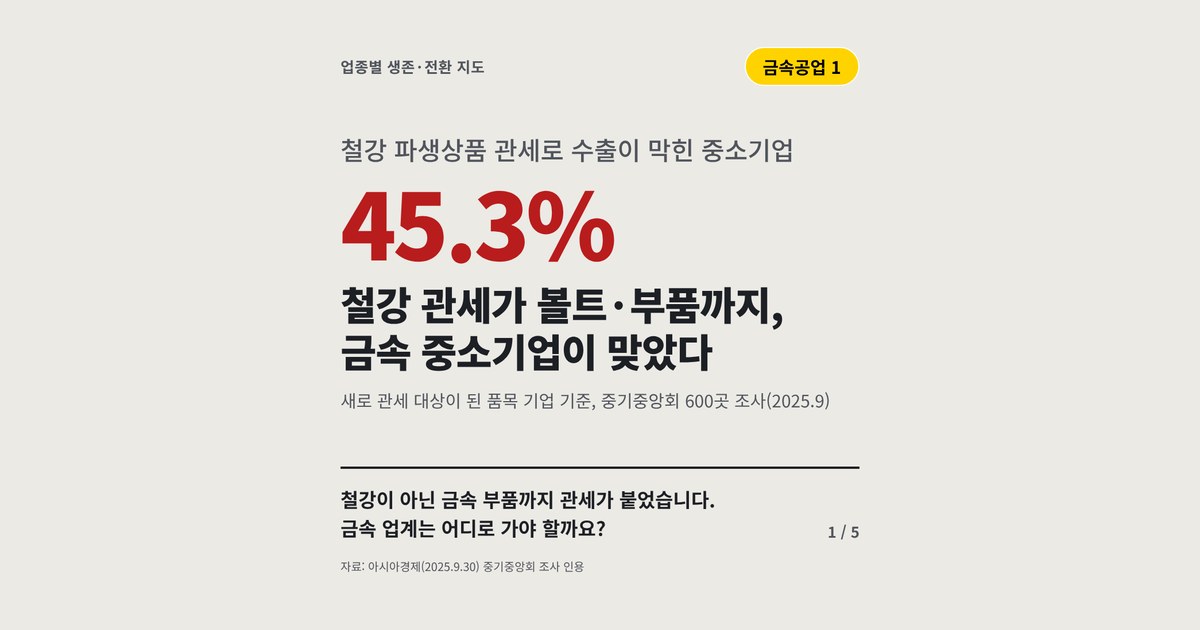 업종별 생존·전환 지도
금속공업 1
철강 파생상품 관세로 수출이 막힌 중소기업
45.3%
철강 관세가 볼트·부품까지,
금속 중소기업이 맞았다
새로 관세 대상이 된 품목 기업 기준, 중기중앙회 600곳 조사(2025.9)
철강이 아닌 금속 부품까지 관세가 붙었습니다.
금속 업계는 어디로 가야 할까요?
1 / 5
자료: 아시아경제(2025.9.30) 중기중앙회 조사 인용